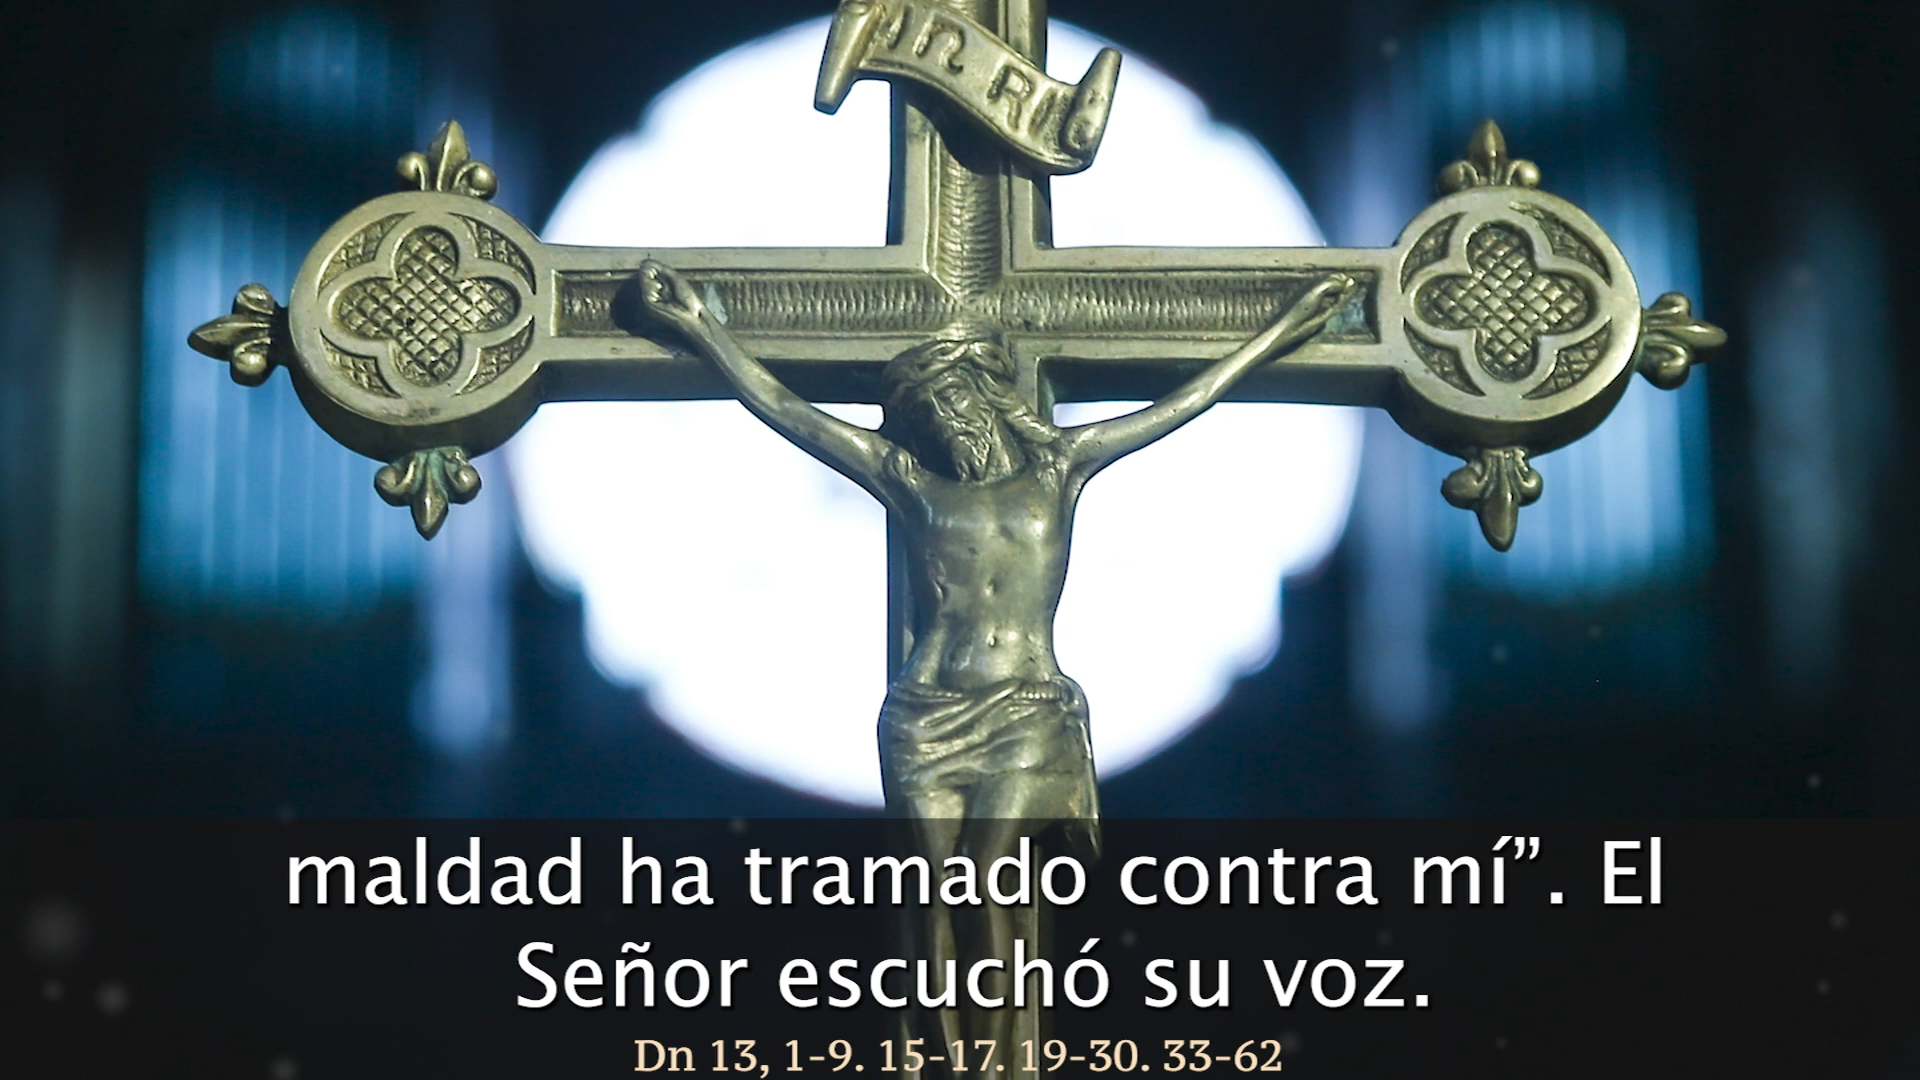 INRI
maldad ha tramado contra mí”. El
Señor escuchó su voz.
Dn 13, 1-9. 15-17. 19-30. 33-62